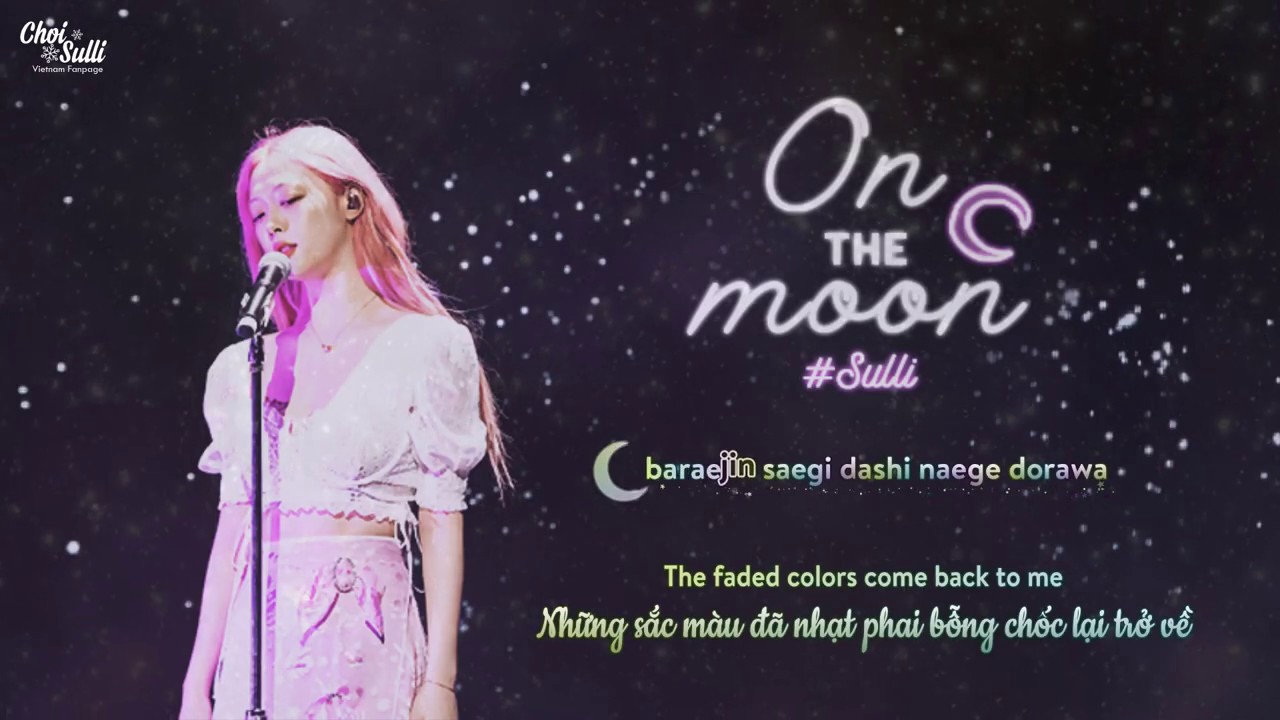 Choi
Sulli
Vietnam Fanpage
On
THE
moon
#Sulli
baraejin saegi dashi naege dorawa
The faded colors come back to me
Những sắc màu đã nhạt phai bỗng chốc lại trở về